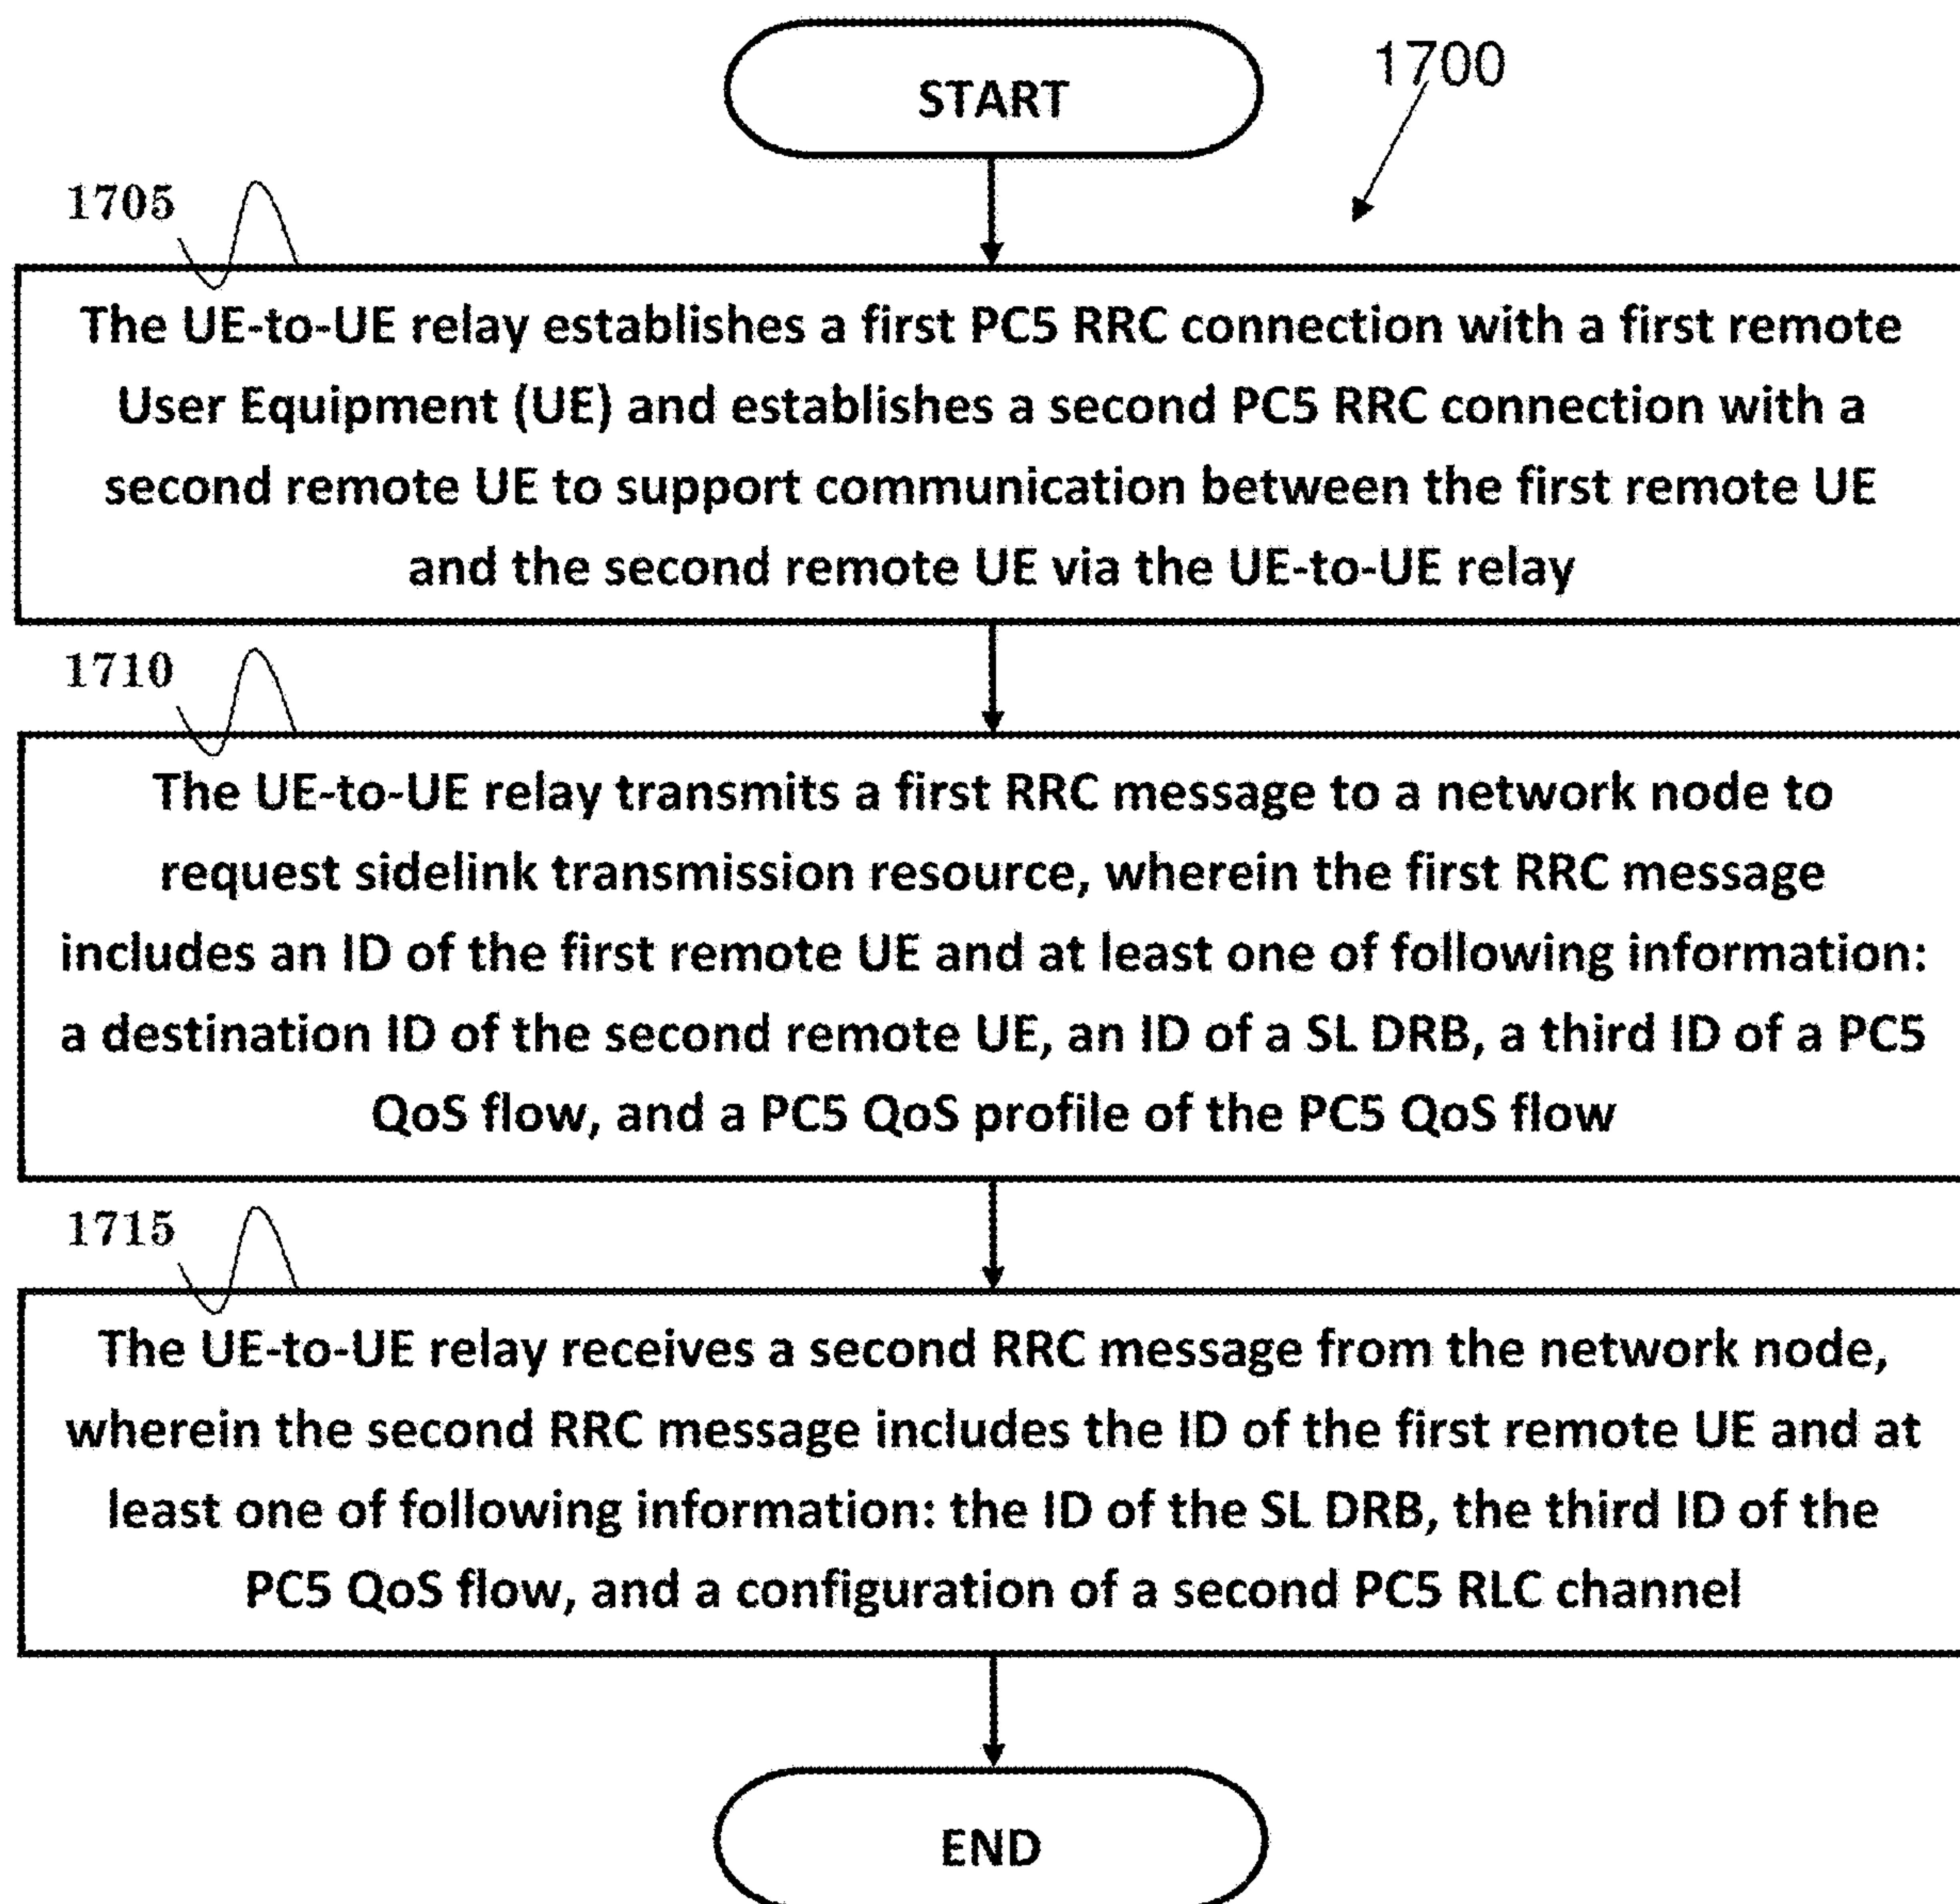 START
1700
1705
The UE-to-UE relay establishes a first PC5 RRC connection with a first remote
User Equipment (UE) and establishes a second PC5 RRC connection with a
second remote UE to support communication between the first remote UE
and the second remote UE via the UE-to-UE relay
1710
The UE-to-UE relay transmits a first RRC message to a network node to
request sidelink transmission resource, wherein the first RRC message
includes an ID of the first remote UE and at least one of following information:
a destination ID of the second remote UE, an ID of a SL DRB, a third ID of a PC5
QoS flow, and a PC5 QoS profile of the PC5 QoS flow
1715
The UE-to-UE relay receives a second RRC message from the network node,
wherein the second RRC message includes the ID of the first remote UE and at
least one of following information: the ID of the SL DRB, the third ID of the
PC5 QoS flow, and a configuration of a second PC5 RLC channel
END